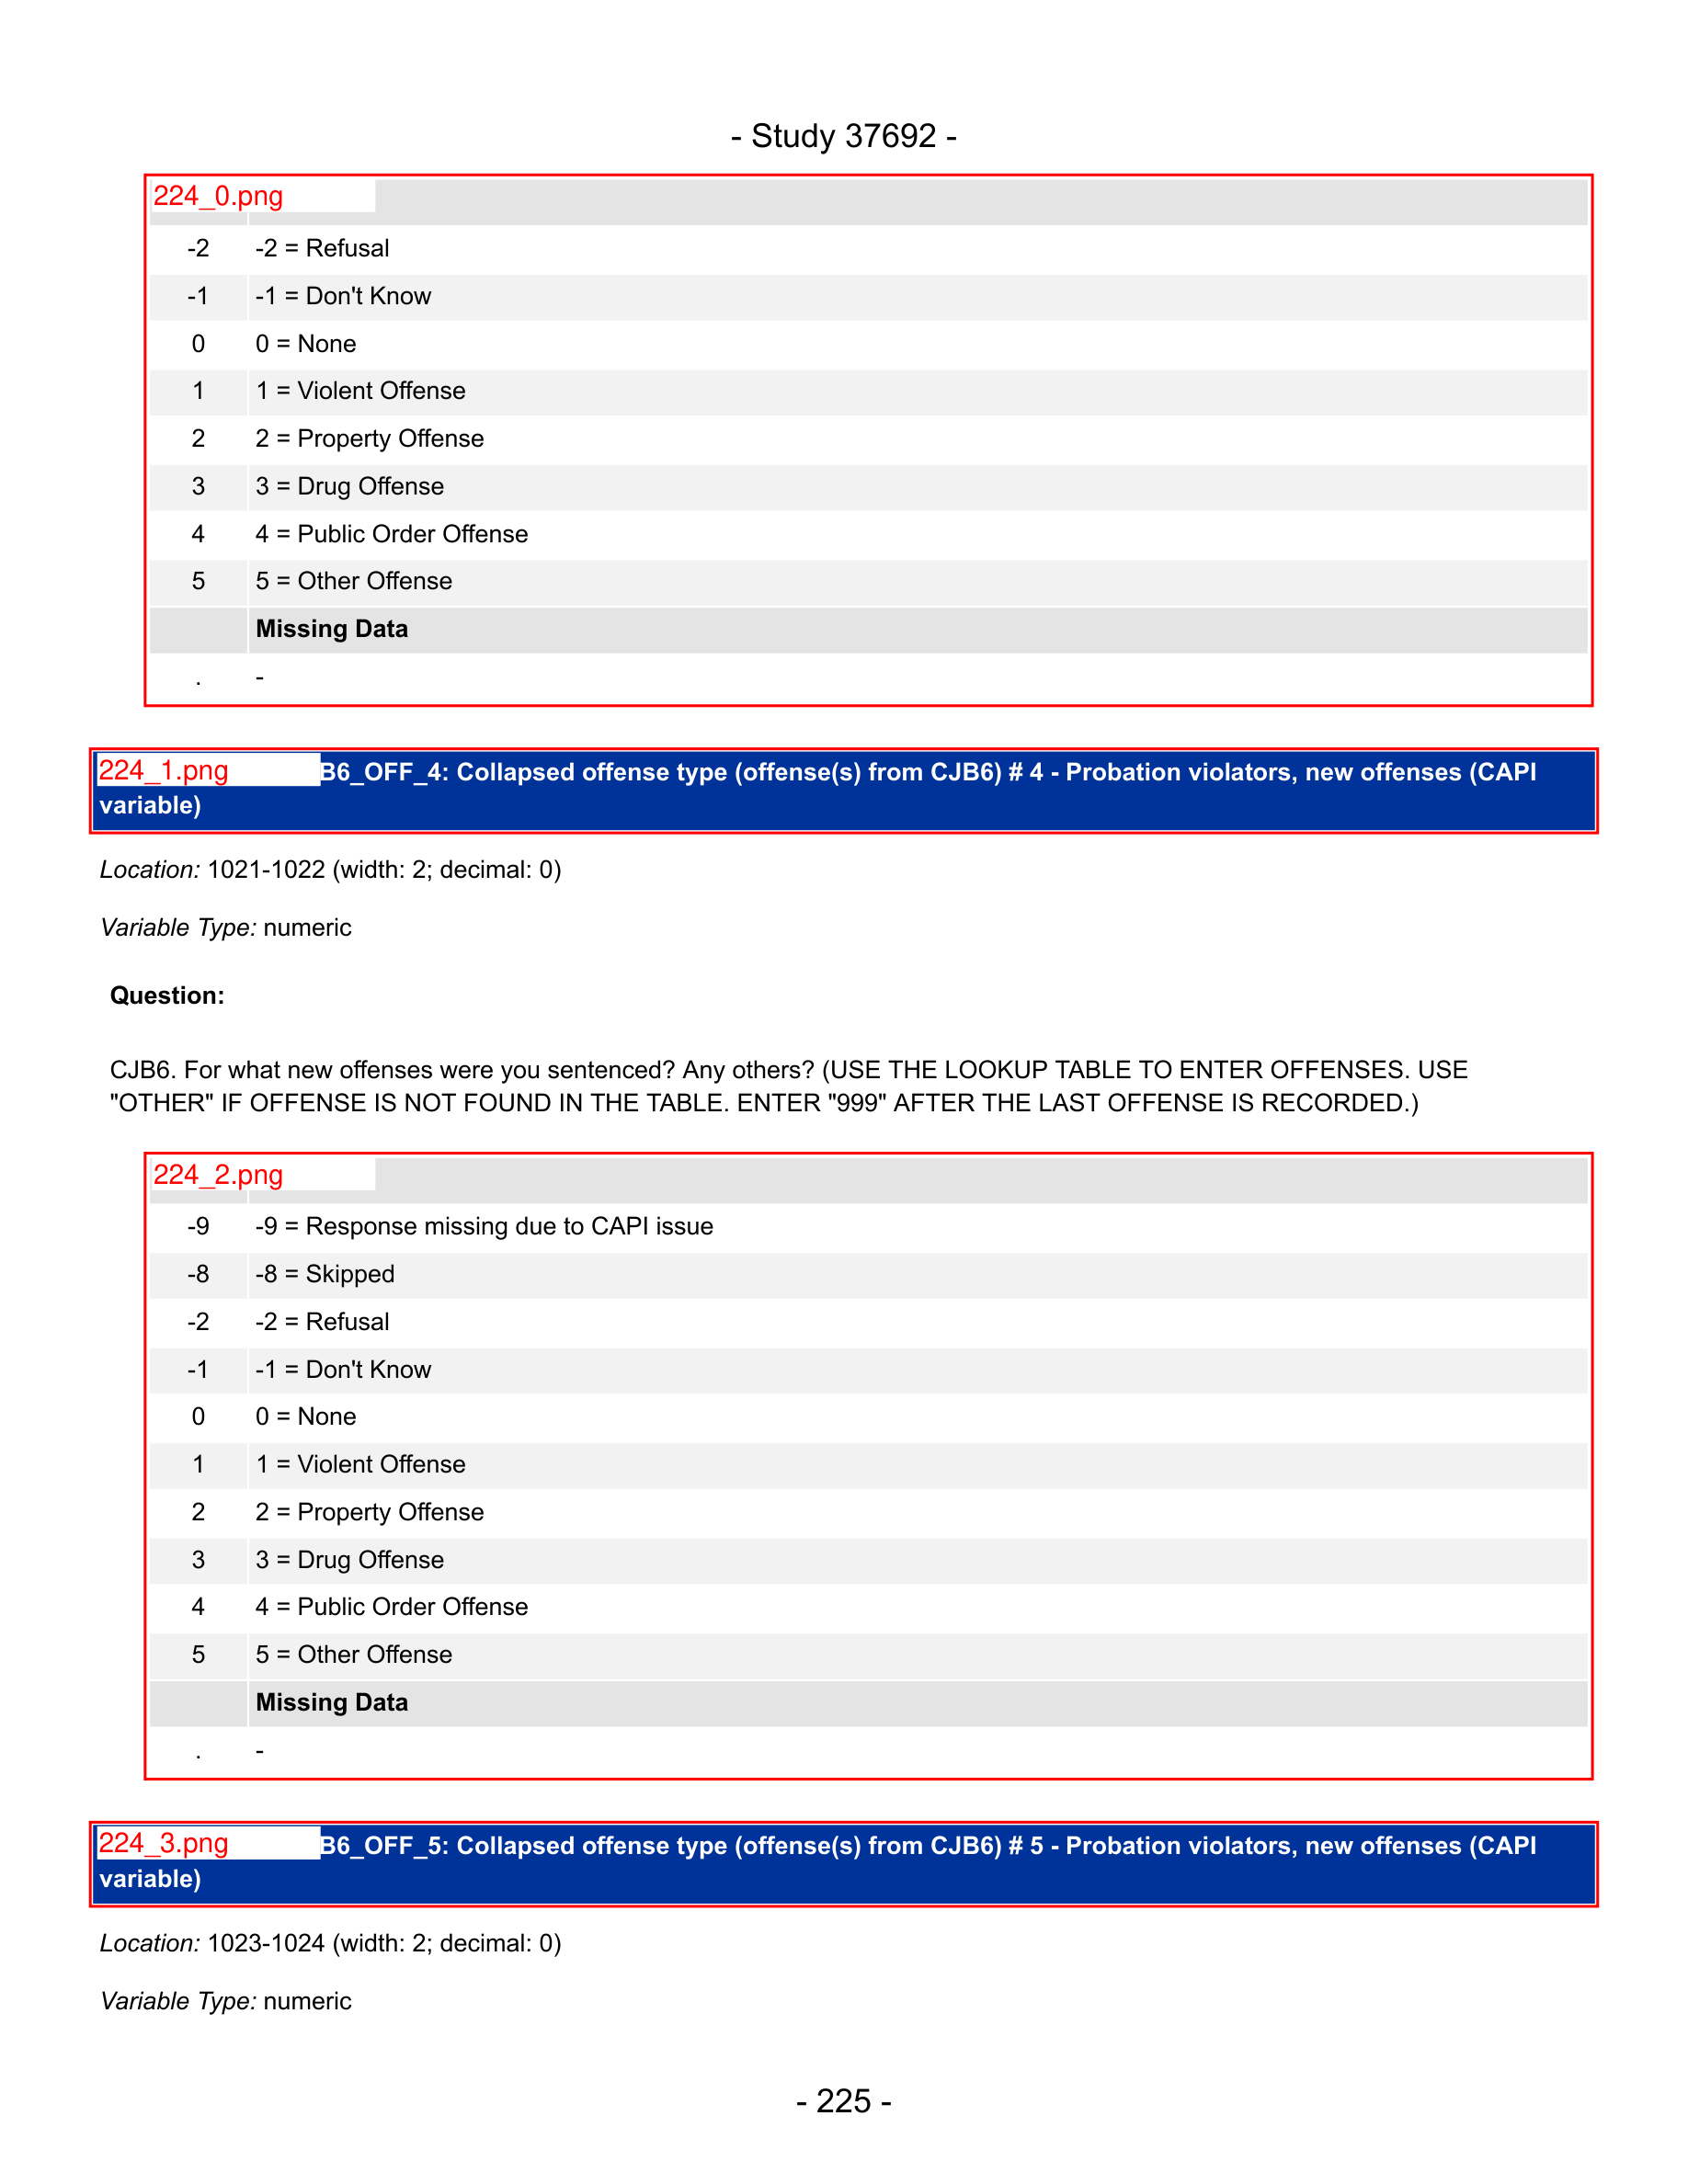 - Study 37692 -
224_0.png
-2 -2 = Refusal
-1 -1 = Don't Know
0 0 = None
1 1 = Violent Offense
2 2 = Property Offense
3 3 = Drug Offense
4 4 = Public Order Offense
5 5 = Other Offense
Missing Data
. -
224_1.png B6_OFF_4: Collapsed offense type (offense(s) from CJB6) # 4 - Probation violators, new offenses (CAPI
variable)
Location: 1021-1022 (width: 2; decimal: 0)
Variable Type: numeric
Question:
CJB6. For what new offenses were you sentenced? Any others? (USE THE LOOKUP TABLE TO ENTER OFFENSES. USE
"OTHER" IF OFFENSE IS NOT FOUND IN THE TABLE. ENTER "999" AFTER THE LAST OFFENSE IS RECORDED.)
224_2.png
-9 -9 = Response missing due to CAPI issue
-8 -8 = Skipped
-2 -2 = Refusal
-1 -1 = Don't Know
0 0 = None
1 1 = Violent Offense
2 2 = Property Offense
3 3 = Drug Offense
4 4 = Public Order Offense
5 5 = Other Offense
Missing Data
. -
224_3.png B6_OFF_5: Collapsed offense type (offense(s) from CJB6) # 5 - Probation violators, new offenses (CAPI
variable)
Location: 1023-1024 (width: 2; decimal: 0)
Variable Type: numeric
- 225 -